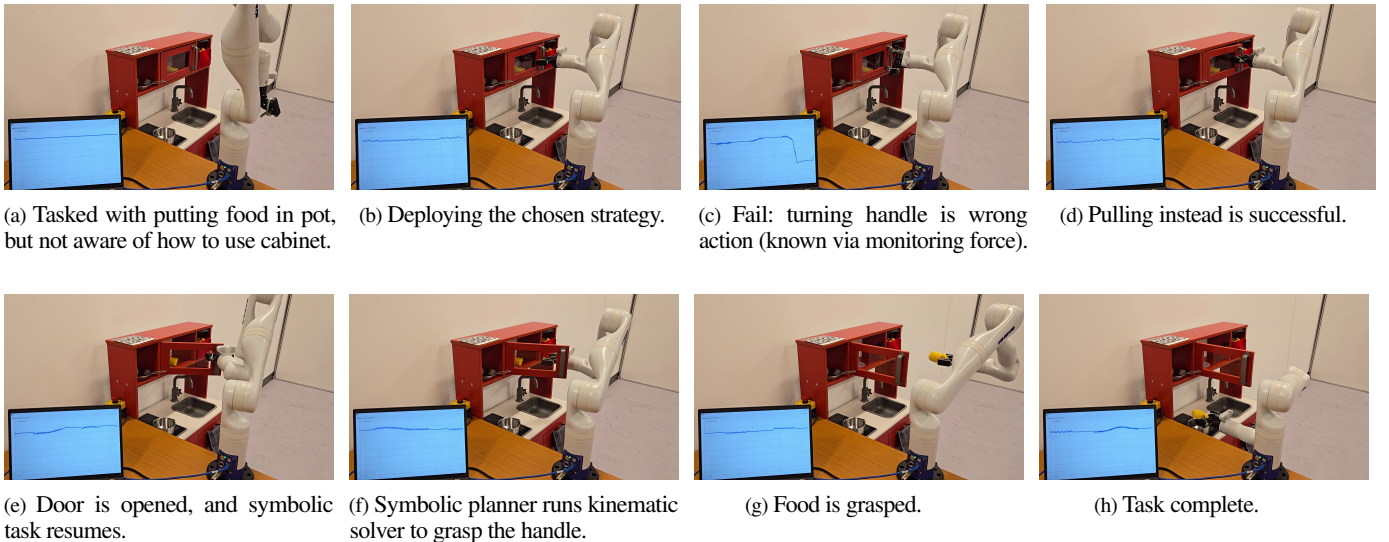 (a) Tasked with putting food in pot,
but not aware of how to use cabinet.
(b) Deploying the chosen strategy.
(c) Fail: turning handle is wrong
action (known via monitoring force).
(d) Pulling instead is successful.
(e) Door is opened, and symbolic
task resumes.
(f) Symbolic planner runs kinematic
solver to grasp the handle.
(g) Food is grasped.
(h) Task complete.